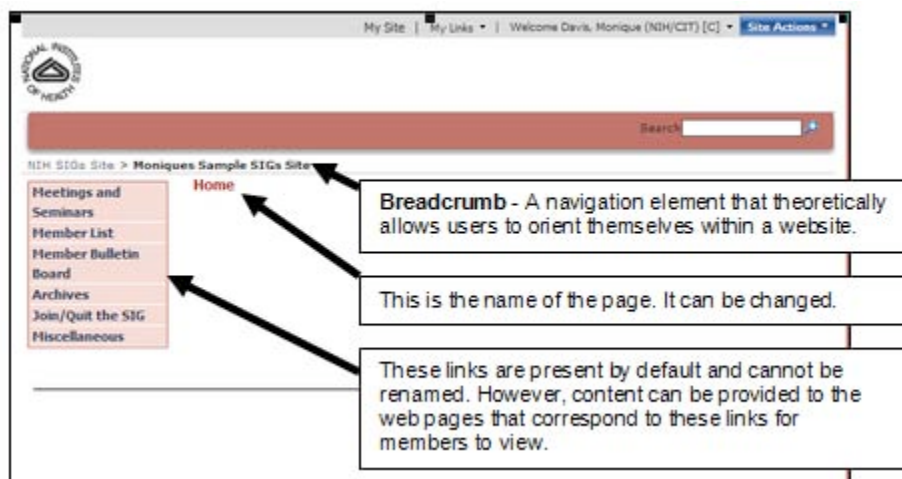 My Site | My Links | Welcome Davis, Monique (NIH/CIT) [C] Site Actions
NATIONAL INSTITUTES
OF HEALTH
Search
NIH SIGs Site > Moniques Sample SIGs Site
Home
Meetings and
Seminars
Member List
Member Bulletin
Board
Archives
Join/Quit the SIG
Miscellaneous
Breadcrumb - A navigation element that theoretically
allows users to orient themselves within a website.
This is the name of the page. It can be changed.
These links are present by default and cannot be
renamed. However, content can be provided to the
web pages that correspond to these links for
members to view.